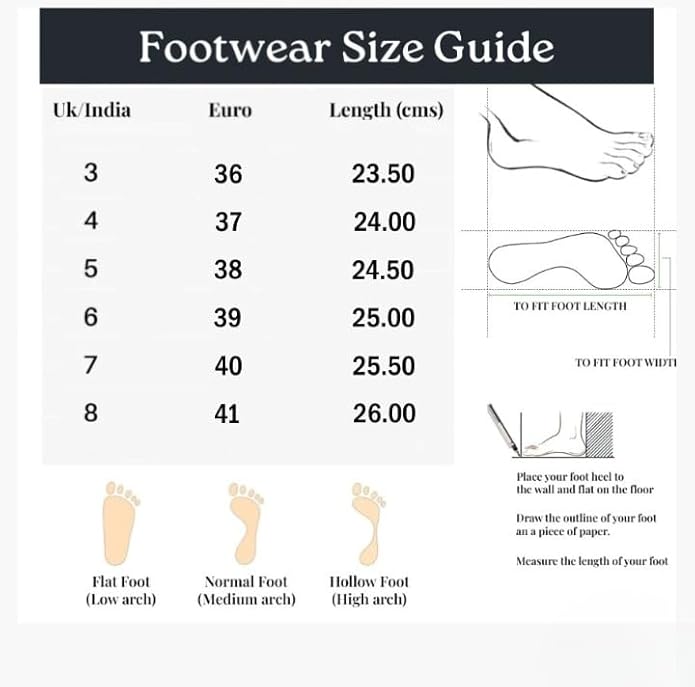 Footwear Size Guide
Uk/India Euro Length (cms)
3 36 23.50
4 37 24.00
5 38 24.50
6 39 25.00
7 40 25.50
8 41 26.00
TO FIT FOOT LENGTH
TO FIT FOOT WIDTH
Place your foot heel to
the wall and flat on the floor
Draw the outline of your foot
an a piece of paper.
Measure the length of your foot
Flat Foot
(Low arch)
Normal Foot
(Medium arch)
Hollow Foot
(High arch)